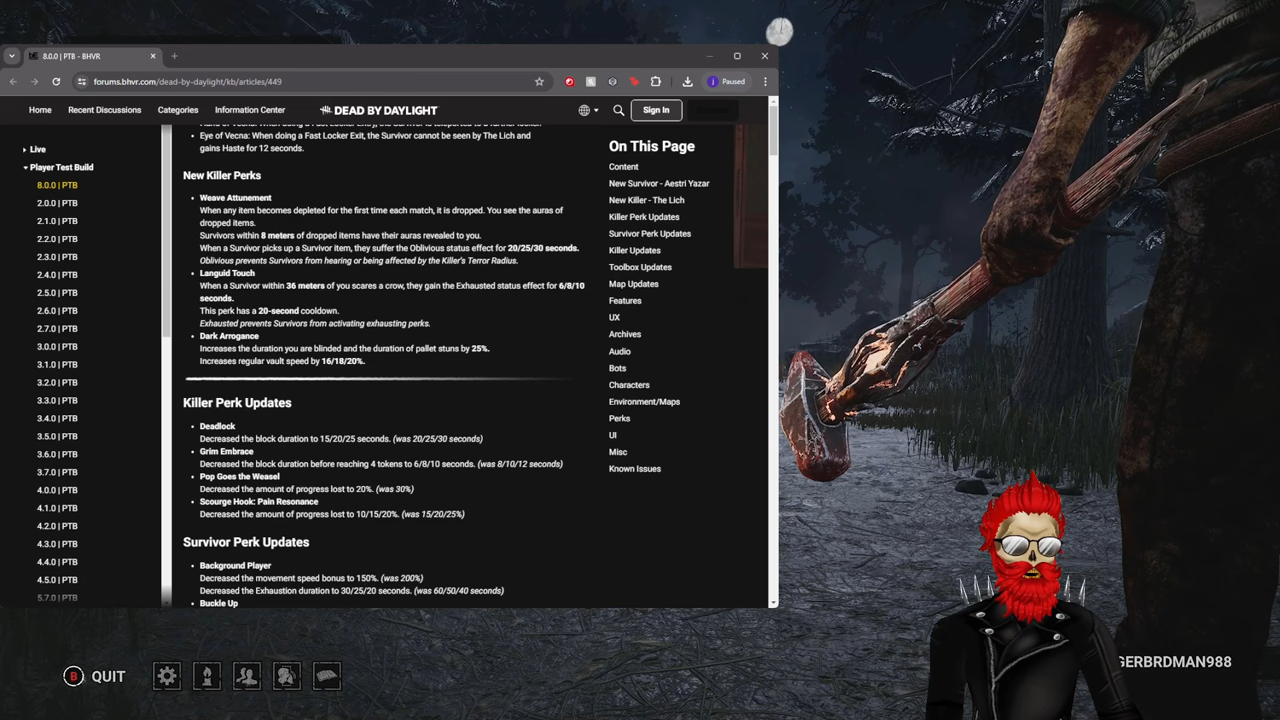 8.0.0 | PTB - BHVR
forums.bhvr.com/dead-by-daylight/kb/articles/449
Paused
Home
Recent Discussions
Categories
Information Center
DEAD BY DAYLIGHT
Sign In
Live
Player Test Build
8.0.0 | PTB
2.0.0 | PTB
2.1.0 | PTB
2.2.0 | PTB
2.3.0 | PTB
2.4.0 | PTB
2.5.0 | PTB
2.6.0 | PTB
2.7.0 | PTB
3.0.0 | PTB
3.1.0 | PTB
3.2.0 | PTB
3.3.0 | PTB
3.4.0 | PTB
3.5.0 | PTB
3.6.0 | PTB
3.7.0 | PTB
4.0.0 | PTB
4.1.0 | PTB
4.2.0 | PTB
4.3.0 | PTB
4.4.0 | PTB
4.5.0 | PTB
5.7.0 | PTB
Eye of Vecna: When doing a Fast Locker Exit, the Survivor cannot be seen by The Lich and
gains Haste for 12 seconds.
New Killer Perks
Weave Attunement
When any item becomes depleted for the first time each match, it is dropped. You see the auras of
dropped items.
Survivors within 8 meters of dropped items have their auras revealed to you.
When a Survivor picks up a Survivor item, they suffer the Oblivious status effect for 20/25/30 seconds.
Oblivious prevents Survivors from hearing or being affected by the Killer's Terror Radius.
Languid Touch
When a Survivor within 36 meters of you scares a crow, they gain the Exhausted status effect for 6/8/10
seconds.
This perk has a 20-second cooldown.
Exhausted prevents Survivors from activating exhausting perks.
Dark Arrogance
Increases the duration you are blinded and the duration of pallet stuns by 25%.
Increases regular vault speed by 16/18/20%.
Killer Perk Updates
Deadlock
Decreased the block duration to 15/20/25 seconds. (was 20/25/30 seconds)
Grim Embrace
Decreased the block duration before reaching 4 tokens to 6/8/10 seconds. (was 8/10/12 seconds)
Pop Goes the Weasel
Decreased the amount of progress lost to 20%. (was 30%)
Scourge Hook: Pain Resonance
Decreased the amount of progress lost to 10/15/20%. (was 15/20/25%)
Survivor Perk Updates
Background Player
Decreased the movement speed bonus to 150%. (was 200%)
Decreased the Exhaustion duration to 30/25/20 seconds. (was 60/50/40 seconds)
Buckle Up
On This Page
Content
New Survivor - Aestri Yazar
New Killer - The Lich
Killer Perk Updates
Survivor Perk Updates
Killer Updates
Toolbox Updates
Map Updates
Features
UX
Archives
Audio
Bots
Characters
Environment/Maps
Perks
UI
Misc
Known Issues
B QUIT
GERBRDMAN988